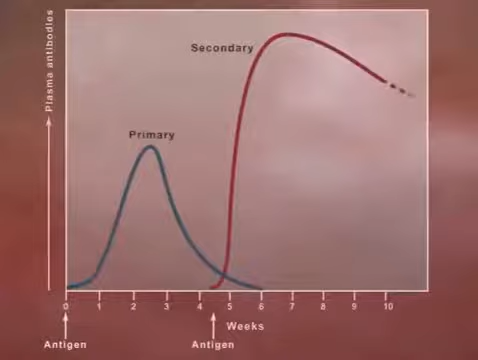 Plasma antibodies
Secondary
Primary
0 1 2 3 4 5 6 7 8 9 10
Weeks
Antigen Antigen